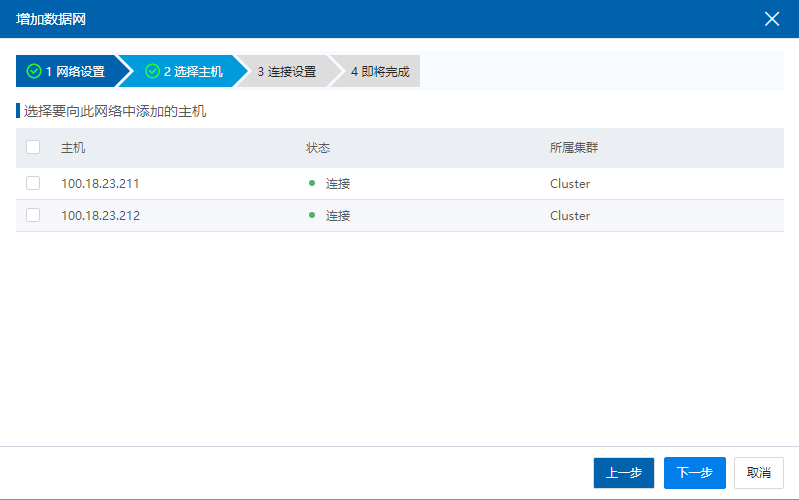 增加数据网
1 网络设置 2 选择主机 3 连接设置 4 即将完成
选择要向此网络中添加的主机
主机 状态 所属集群
100.18.23.211 连接 Cluster
100.18.23.212 连接 Cluster
上一步 下一步 取消